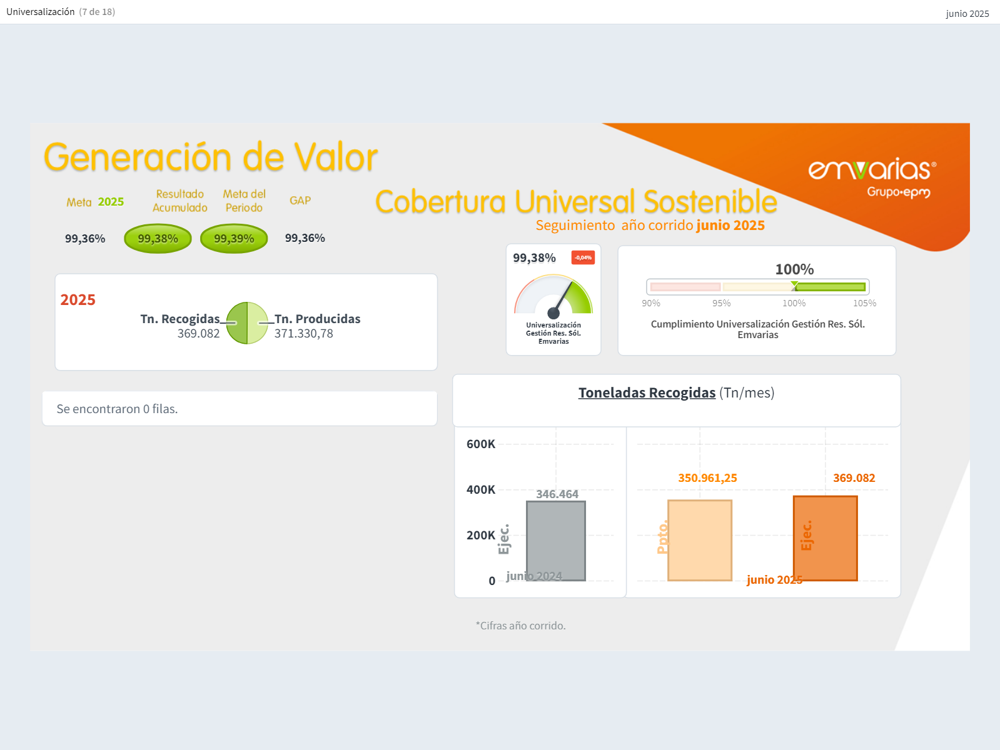 Universalización (7 de 18)
junio 2025
Generación de Valor
emvarias®
Grupo•epm
Meta 2025
Resultado Acumulado
Meta del Periodo
GAP
99,36%
99,38%
99,39%
99,36%
Cobertura Universal Sostenible
Seguimiento año corrido junio 2025
99,38%
-0,04%
Universalización
Gestión Res. Sól.
Emvarias
100%
90%
95%
100%
105%
Cumplimiento Universalización Gestión Res. Sól.
Emvarias
2025
Tn. Recogidas
369.082
Tn. Producidas
371.330,78
Se encontraron 0 filas.
Toneladas Recogidas (Tn/mes)
600K
400K
200K
0
346.464
Ejec.
junio 2024
350.961,25
Ppto.
369.082
Ejec.
junio 2025
*Cifras año corrido.